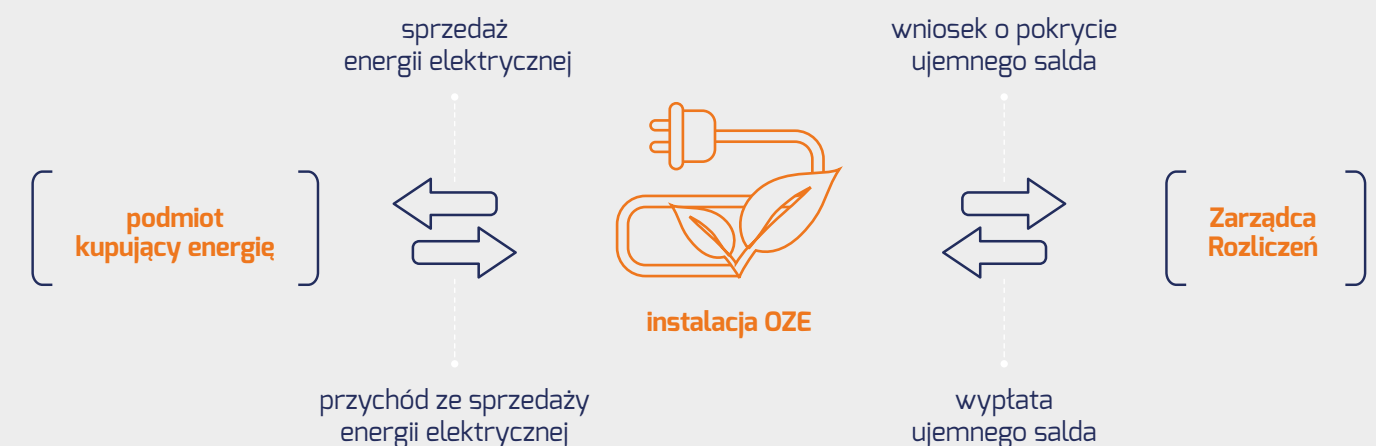 sprzedaż
energii elektrycznej
wniosek o pokrycie
ujemnego salda
podmiot
kupujący energię
instalacja OZE
Zarządca
Rozliczeń
przychód ze sprzedaży
energii elektrycznej
wypłata
ujemnego salda